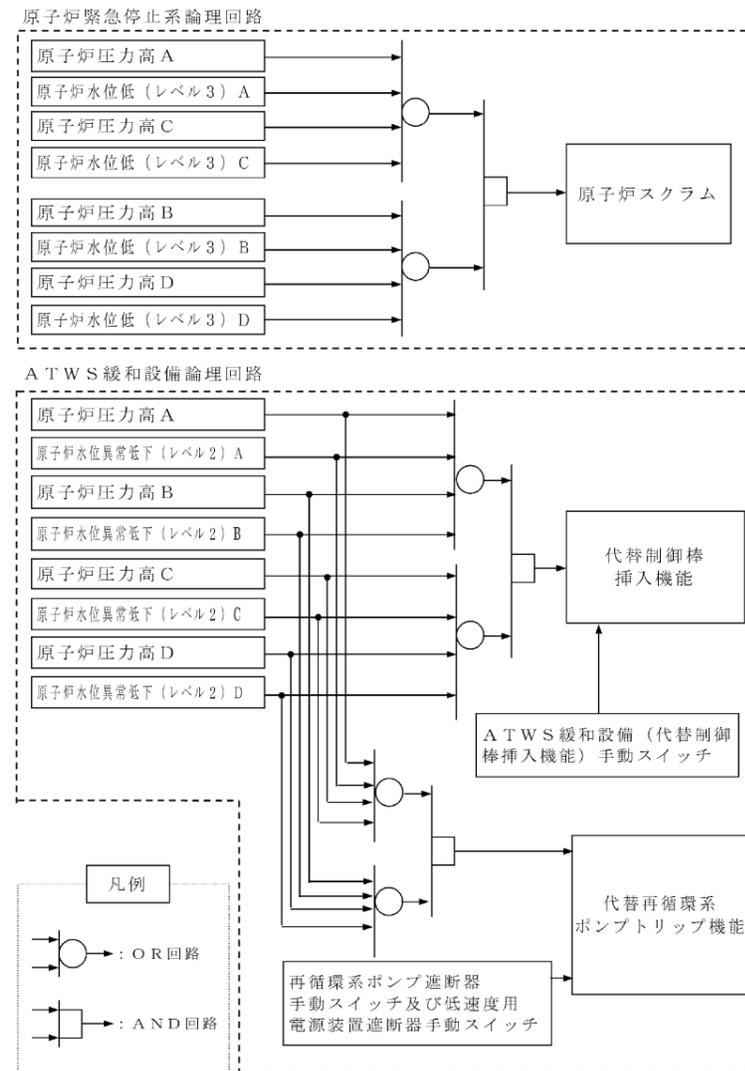 原子炉緊急停止系論理回路
原子炉圧力高A
原子炉水位低（レベル3）A
原子炉圧力高C
原子炉水位低（レベル3）C
原子炉圧力高B
原子炉水位低（レベル3）B
原子炉圧力高D
原子炉水位低（レベル3）D
原子炉スクラム
ATWS緩和設備論理回路
原子炉圧力高A
原子炉水位異常低下（レベル2）A
原子炉圧力高B
原子炉水位異常低下（レベル2）B
原子炉圧力高C
原子炉水位異常低下（レベル2）C
原子炉圧力高D
原子炉水位異常低下（レベル2）D
代替制御棒
挿入機能
ATWS緩和設備（代替制御
棒挿入機能）手動スイッチ
代替再循環系
ポンプトリップ機能
再循環系ポンプ遮断器
手動スイッチ及び低速度用
電源装置遮断器手動スイッチ
凡例
：OR回路
：AND回路